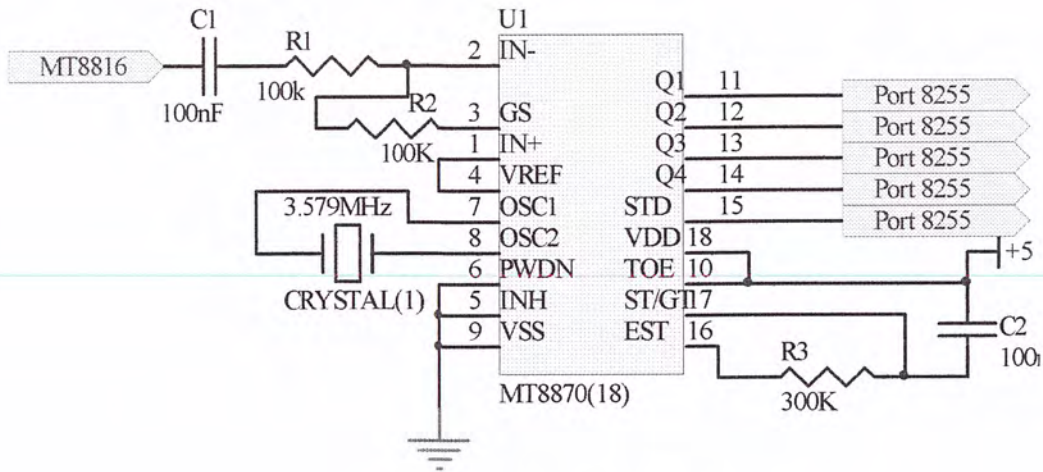 C1
MT8816
100nF
R1
100k
R2
100K
U1
2 IN-
3 GS
1 IN+
4 VREF
7 OSC1
8 OSC2
6 PWDN
5 INH
9 VSS
3.579MHz
CRYSTAL(1)
Q1 11 Port 8255
Q2 12 Port 8255
Q3 13 Port 8255
Q4 14 Port 8255
STD 15 Port 8255
VDD 18
TOE 10
ST/GT 17
EST 16
MT8870(18)
+5
C2
R3
300K